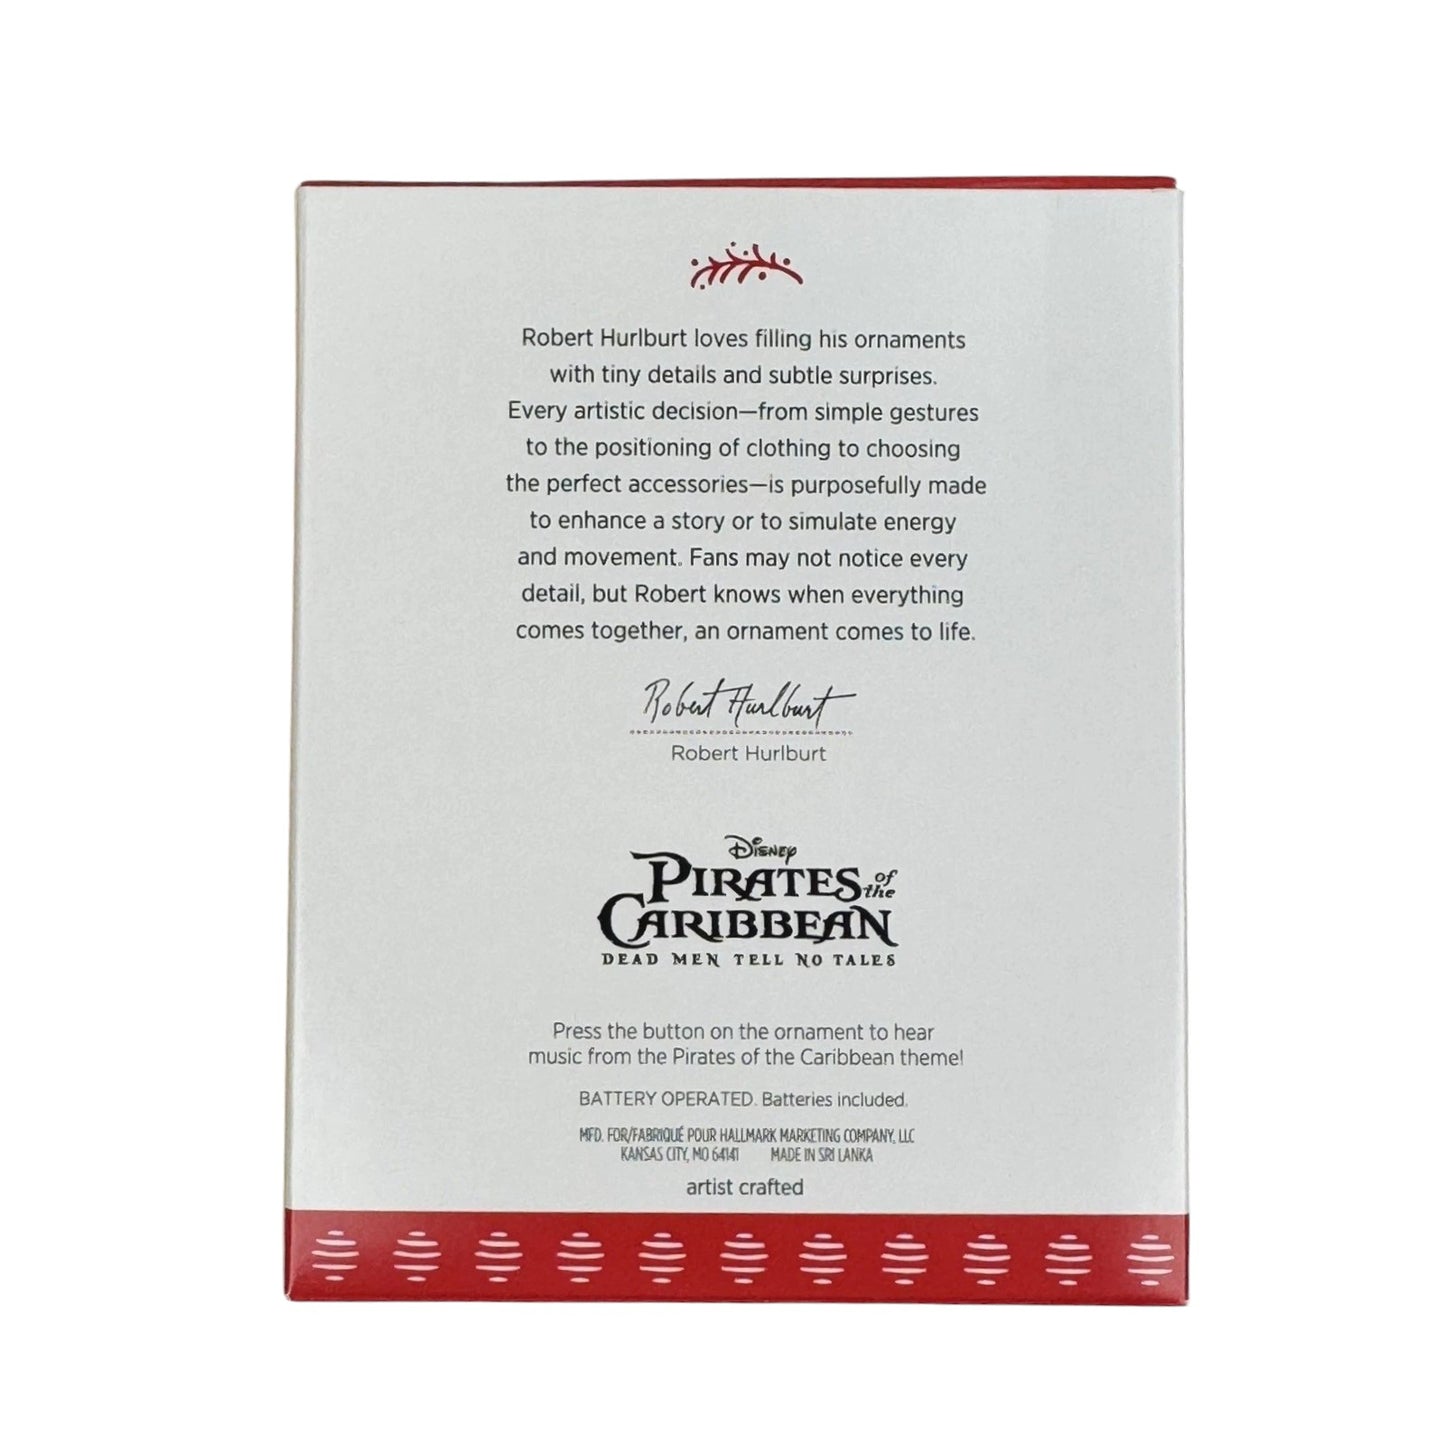 Robert Hurlburt loves filling his ornaments
with tiny details and subtle surprises.
Every artistic decision—from simple gestures
to the positioning of clothing to choosing
the perfect accessories—is purposefully made
to enhance a story or to simulate energy
and movement. Fans may not notice every
detail, but Robert knows when everything
comes together, an ornament comes to life.
Robert Hurlburt
Robert Hurlburt
Disney
PIRATES of the
CARIBBEAN
DEAD MEN TELL NO TALES
Press the button on the ornament to hear
music from the Pirates of the Caribbean theme!
BATTERY OPERATED. Batteries included.
MFD. FOR/FABRIQUÉ POUR HALLMARK MARKETING COMPANY, LLC
KANSAS CITY, MO 64141 MADE IN SRI LANKA
artist crafted